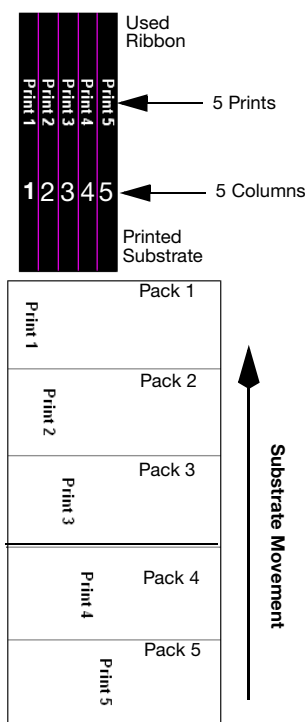 Used
Ribbon
Print 1
Print 2
Print 3
Print 4
Print 5
5 Prints
1 2 3 4 5
5 Columns
Printed
Substrate
Pack 1
Print 1
Pack 2
Print 2
Pack 3
Print 3
Substrate Movement
Pack 4
Print 4
Pack 5
Print 5